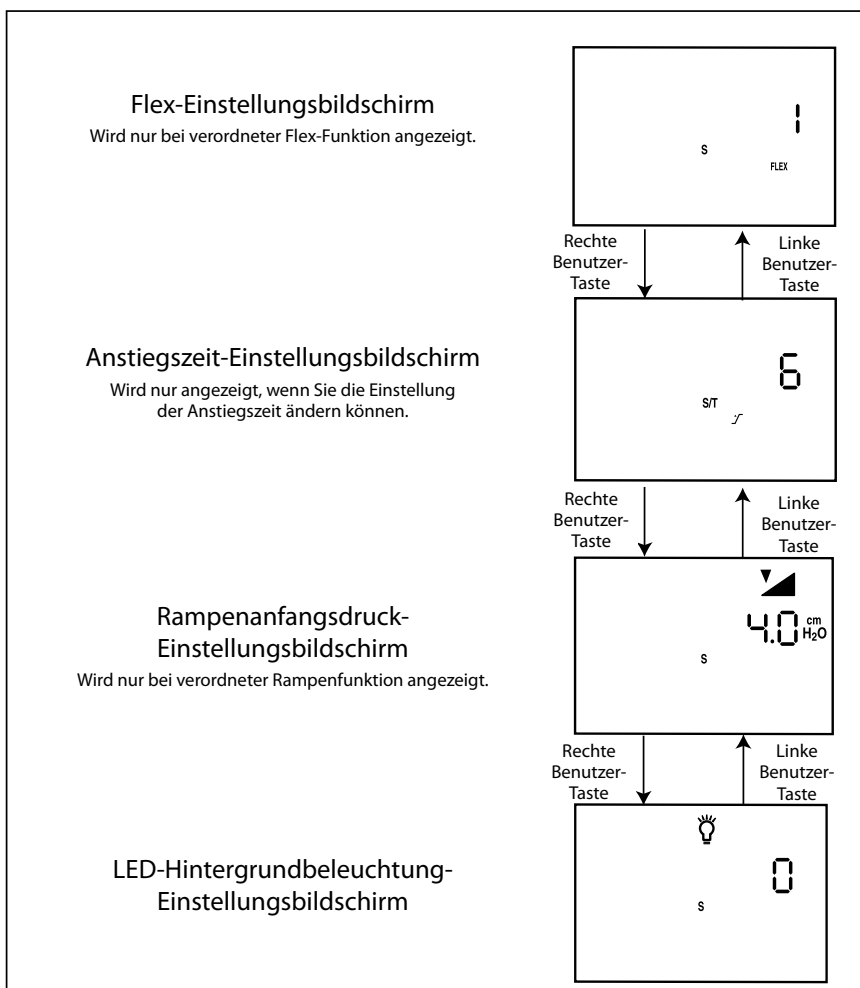 Flex-Einstellungsbildschirm
Wird nur bei verordneter Flex-Funktion angezeigt.
1
S
FLEX
Rechte
Benutzer-
Taste
Linke
Benutzer-
Taste
Anstiegszeit-Einstellungsbildschirm
Wird nur angezeigt, wenn Sie die Einstellung
der Anstiegszeit ändern können.
6
S/T
Rechte
Benutzer-
Taste
Linke
Benutzer-
Taste
Rampenanfangsdruck-
Einstellungsbildschirm
Wird nur bei verordneter Rampenfunktion angezeigt.
4.0 cm H₂O
S
Rechte
Benutzer-
Taste
Linke
Benutzer-
Taste
LED-Hintergrundbeleuchtung-
Einstellungsbildschirm
0
S